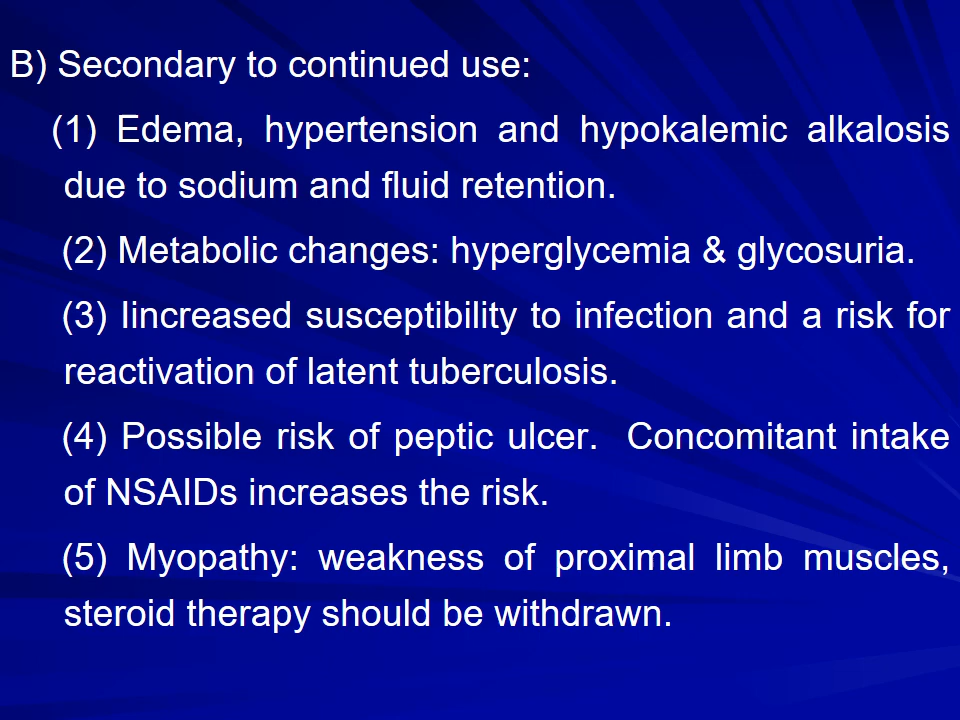 B) Secondary to continued use:
(1) Edema, hypertension and hypokalemic alkalosis
due to sodium and fluid retention.
(2) Metabolic changes: hyperglycemia & glycosuria.
(3) Iincreased susceptibility to infection and a risk for
reactivation of latent tuberculosis.
(4) Possible risk of peptic ulcer. Concomitant intake
of NSAIDs increases the risk.
(5) Myopathy: weakness of proximal limb muscles,
steroid therapy should be withdrawn.